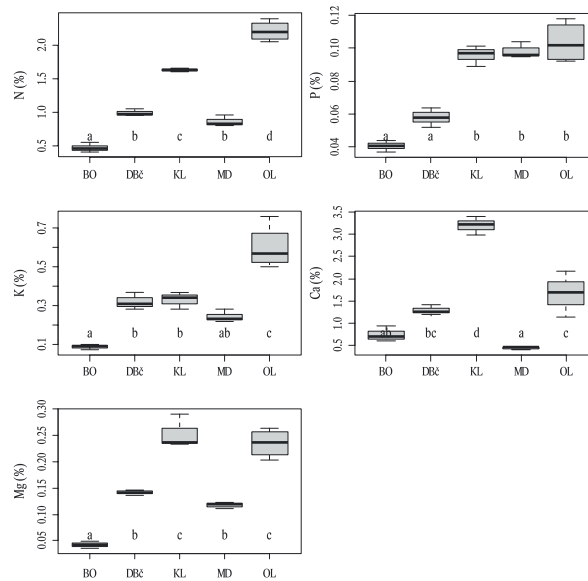 N (%)
2.0
1.5
1.0
0.5
a b c b d
BO DBč KL MD OL
P (%)
0.12
0.10
0.08
0.06
0.04
a a b b b
BO DBč KL MD OL
K (%)
0.7
0.5
0.3
0.1
a b b ab c
BO DBč KL MD OL
Ca (%)
3.5
3.0
2.5
2.0
1.5
1.0
0.5
ab bc d a c
BO DBč KL MD OL
Mg (%)
0.30
0.25
0.20
0.15
0.10
0.05
a b c b c
BO DBč KL MD OL